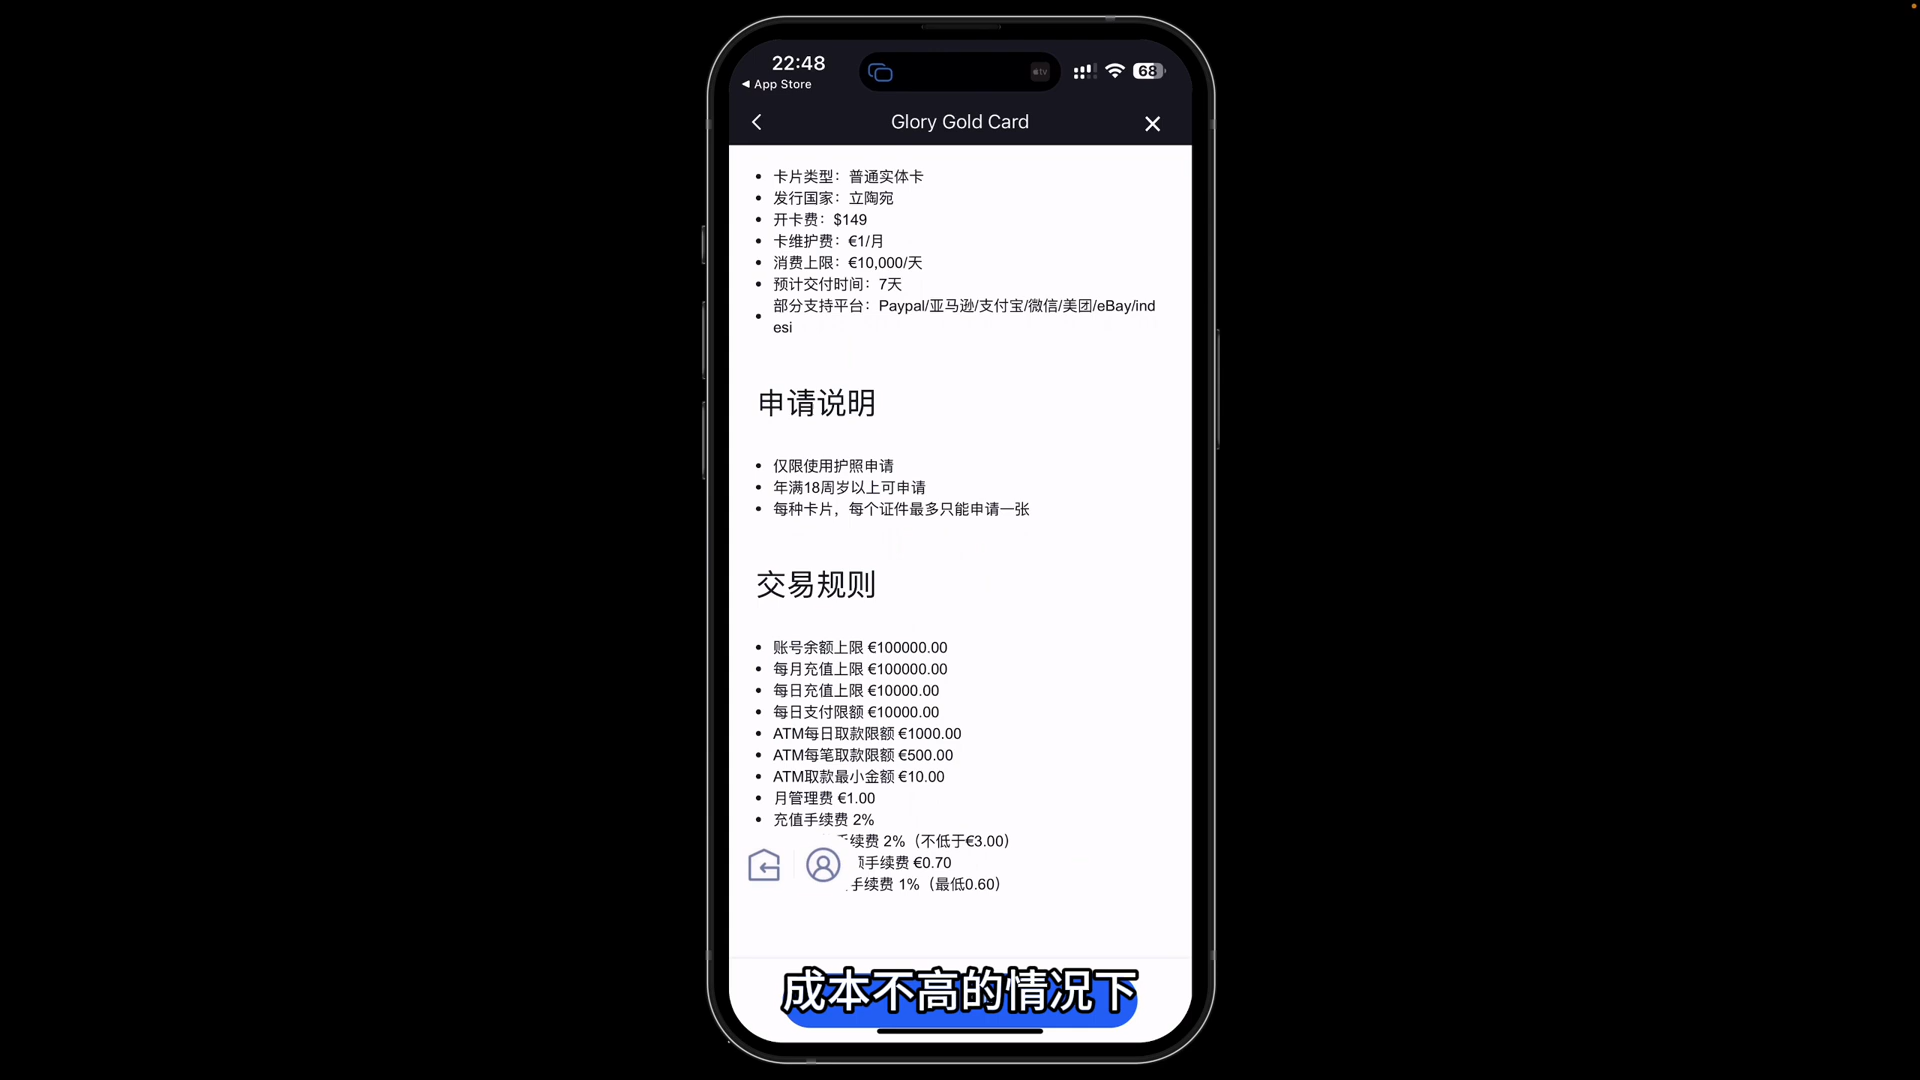 22:48
App Store
68
Glory Gold Card
卡片类型：普通实体卡
发行国家：立陶宛
开卡费：$149
卡维护费：€1/月
消费上限：€10,000/天
预计交付时间：7天
部分支持平台：Paypal/亚马逊/支付宝/微信/美团/eBay/ind
esi
申请说明
仅限使用护照申请
年满18周岁以上可申请
每种卡片，每个证件最多只能申请一张
交易规则
账号余额上限 €100000.00
每月充值上限 €100000.00
每日充值上限 €10000.00
每日支付限额 €10000.00
ATM每日取款限额 €1000.00
ATM每笔取款限额 €500.00
ATM取款最小金额 €10.00
月管理费 €1.00
充值手续费 2%
手续费 2%（不低于€3.00）
手续费 €0.70
手续费 1%（最低0.60）
成本不高的情况下